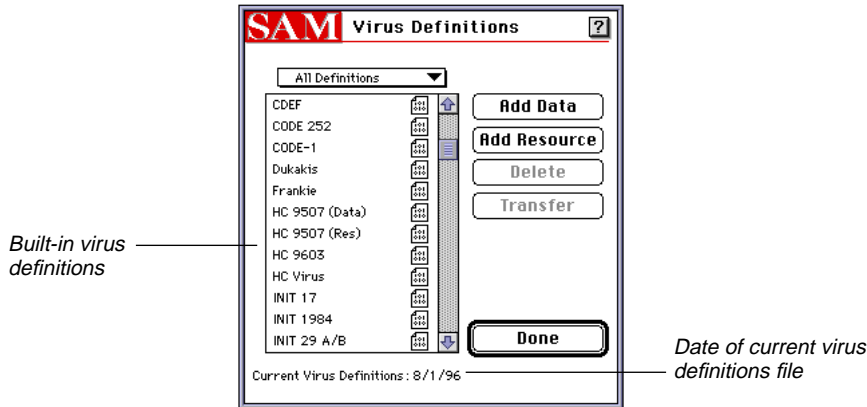 SAM Virus Definitions ?
All Definitions
CDEF
CODE 252
CODE-1
Dukakis
Frankie
HC 9507 (Data)
HC 9507 (Res)
HC 9603
HC Virus
INIT 17
INIT 1984
INIT 29 A/B
Add Data
Add Resource
Delete
Transfer
Done
Current Virus Definitions: 8/1/96
Built-in virus
definitions
Date of current virus
definitions file